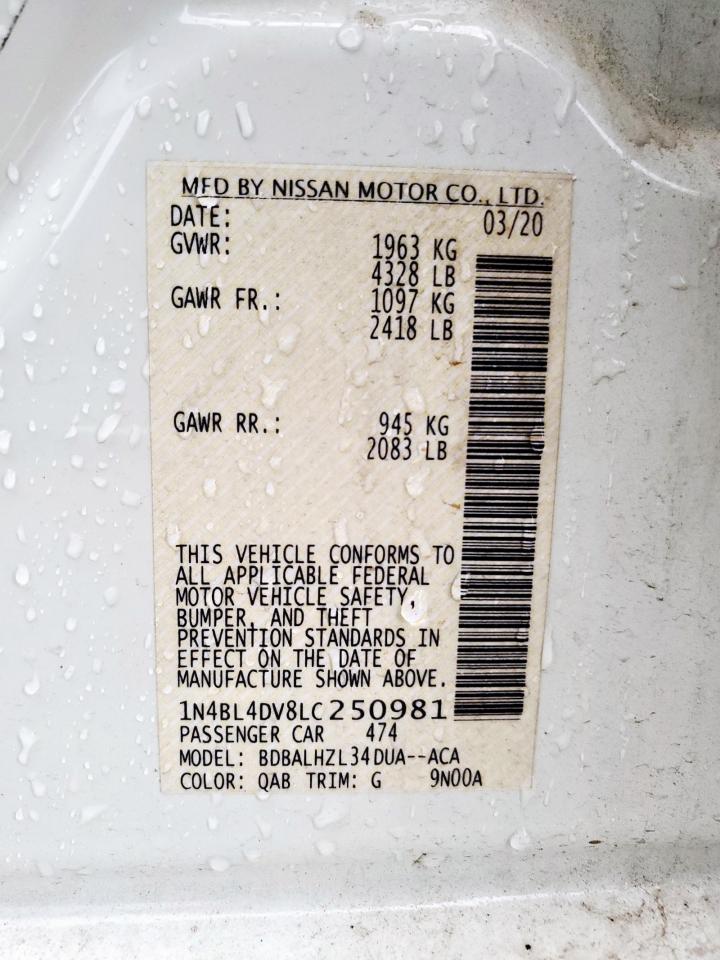 MFD BY NISSAN MOTOR CO., LTD.
DATE: 03/20
GVWR: 1963 KG
4328 LB
GAWR FR.: 1097 KG
2418 LB
GAWR RR.: 945 KG
2083 LB
THIS VEHICLE CONFORMS TO
ALL APPLICABLE FEDERAL
MOTOR VEHICLE SAFETY,
BUMPER, AND THEFT
PREVENTION STANDARDS IN
EFFECT ON THE DATE OF
MANUFACTURE SHOWN ABOVE.
1N4BL4DV8LC250981
PASSENGER CAR 474
MODEL: BDBALHZL34DUA--ACA
COLOR: QAB TRIM: G 9N00A